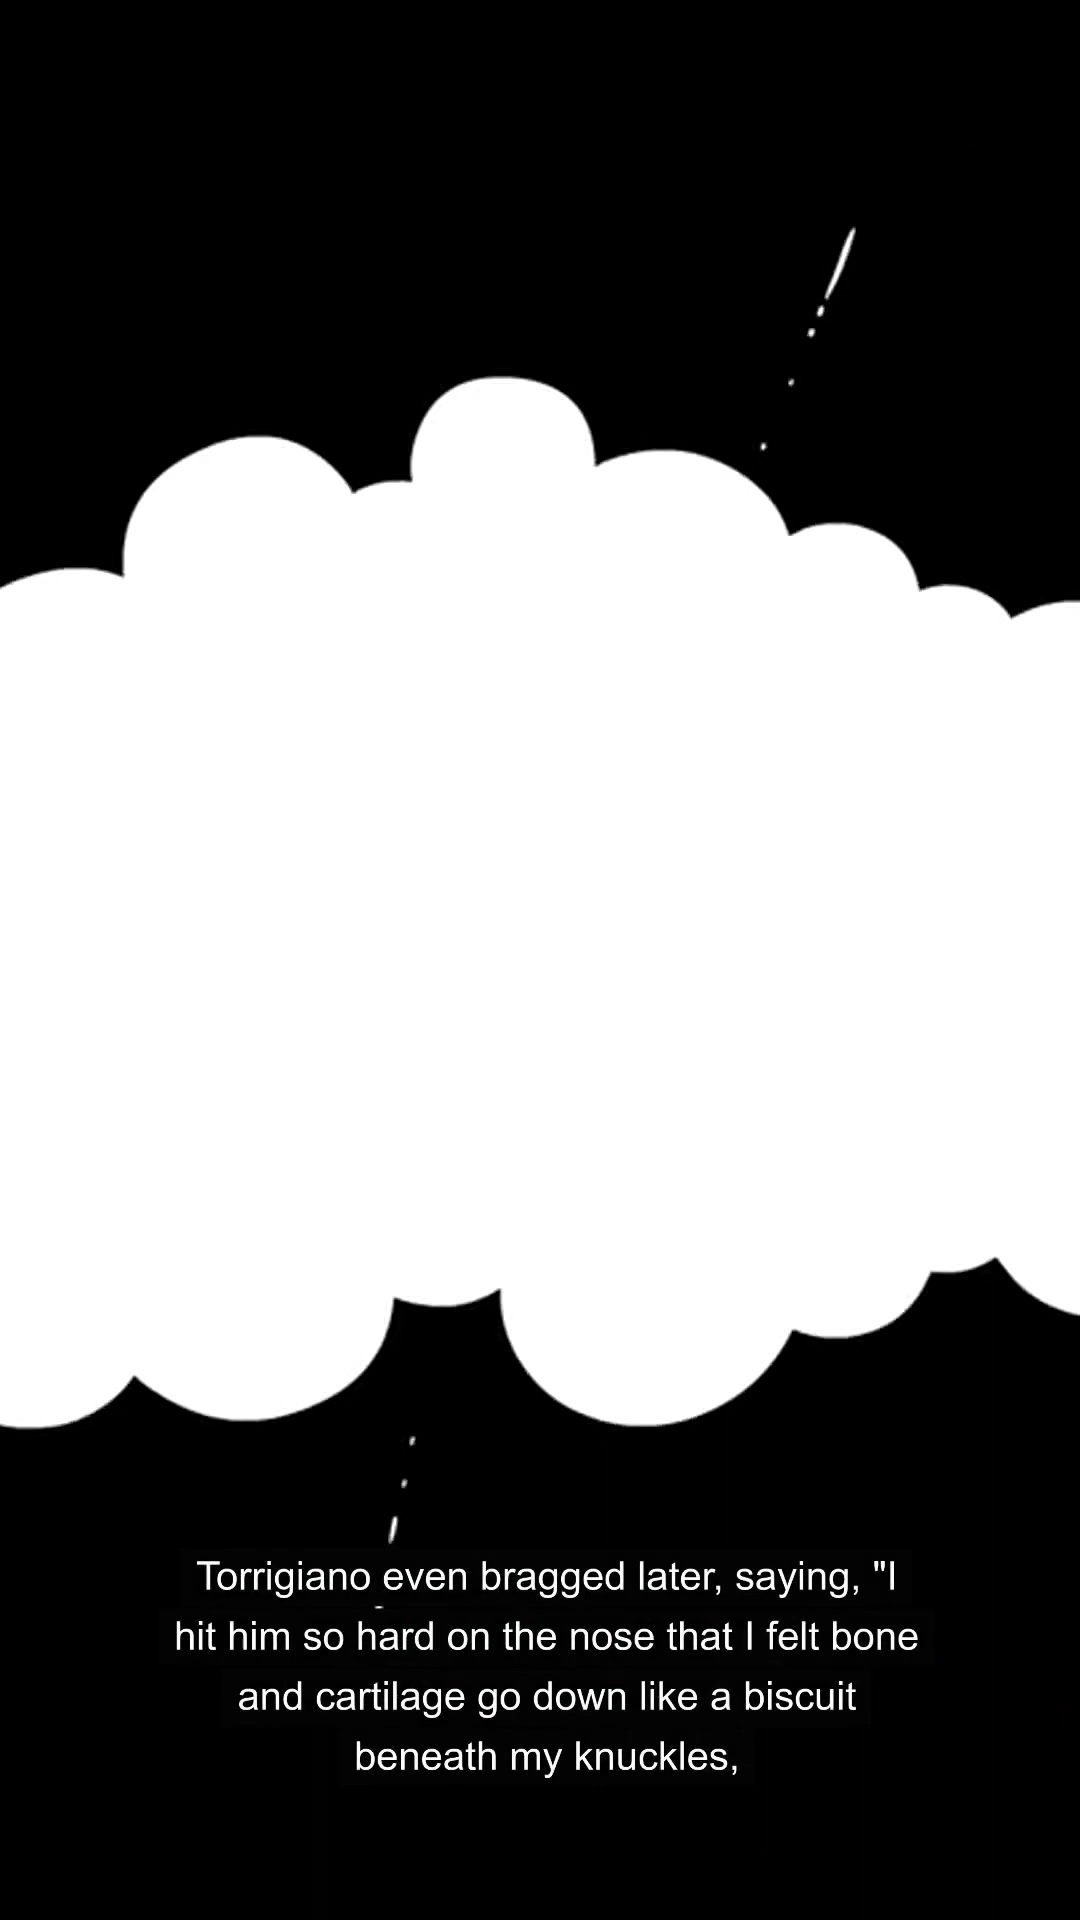 Torrigiano even bragged later, saying, "I
hit him so hard on the nose that I felt bone
and cartilage go down like a biscuit
beneath my knuckles,